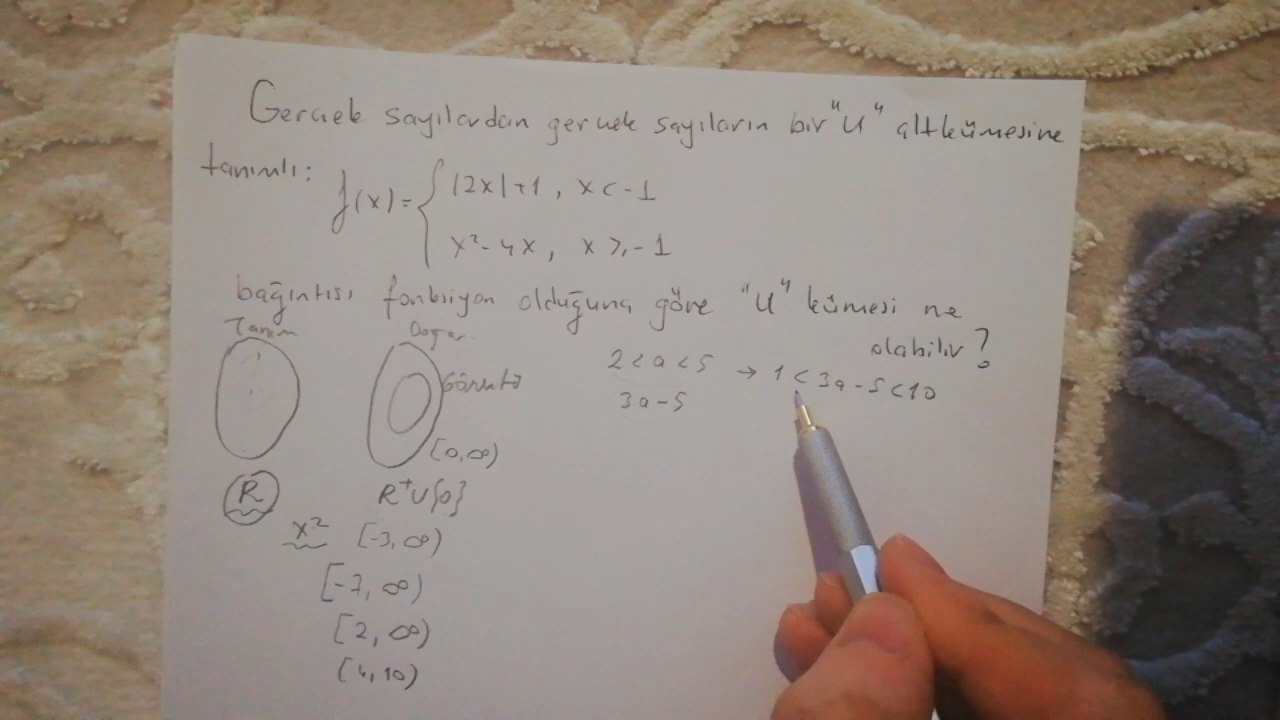 Gerçek sayılardan gerçek sayıların bir "U" altkümesine
tanımlı:
f(x)= { |2x|+1, x < -1
x²-4x, x ≥ -1
bağıntısı fonksiyon olduğuna göre "U" kümesi ne
olabilir?
Tanım
Değer
Görüntü
[0,∞)
R
R⁺U{0}
x² [-3,∞)
[-7,∞)
[2,∞)
[4,10)
2<a<5 → 1<3a-5<10
3a-5